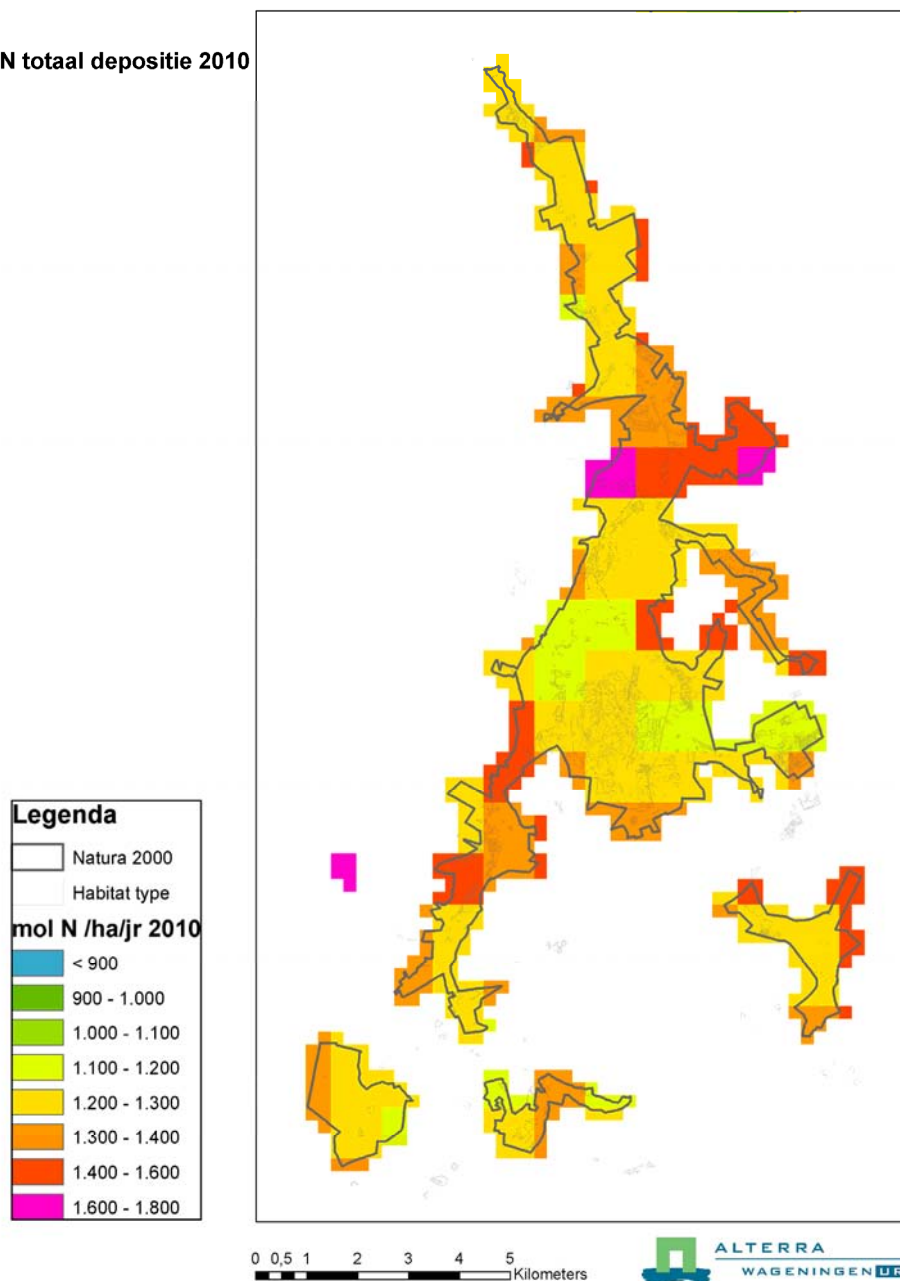 N totaal depositie 2010
Legenda
Natura 2000
Habitat type
mol N /ha/jr 2010
< 900
900 - 1.000
1.000 - 1.100
1.100 - 1.200
1.200 - 1.300
1.300 - 1.400
1.400 - 1.600
1.600 - 1.800
0 0,5 1 2 3 4 5
Kilometers
ALTERRA
WAGENINGEN UR